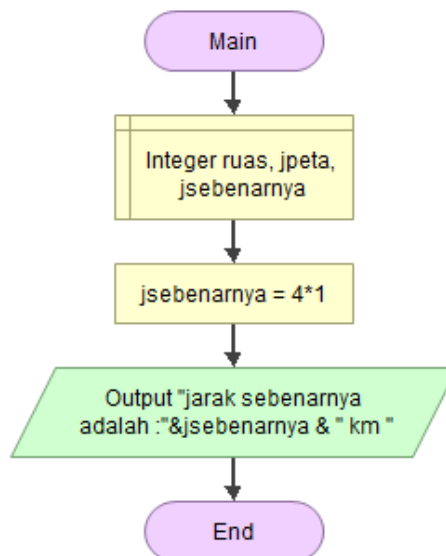 Main
Integer ruas, jpeta,
jsebenarnya
jsebenarnya = 4*1
Output "jarak sebenarnya
adalah :"&jsebenarnya & " km "
End